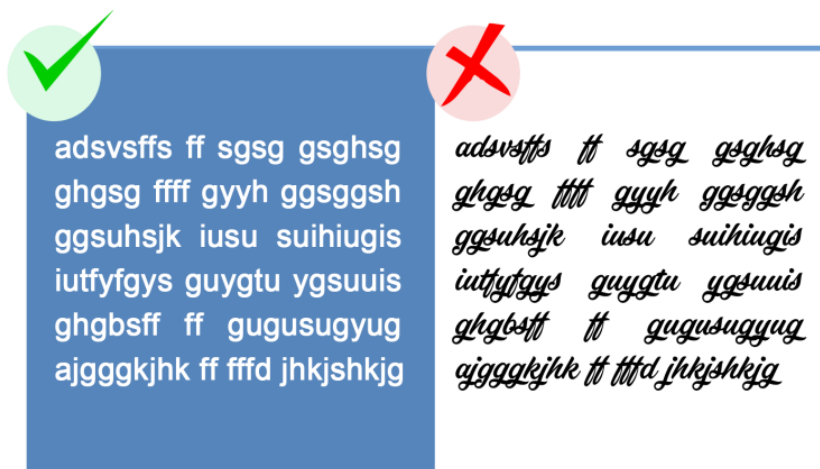 adsvsffs ff sgsg gsghsg
ghgsg ffff gyyh ggsggsh
ggsuhsjk iusu suihiugis
iutfyfgys guygtu ygsuuis
ghgbsff ff gugusugyug
ajgggkjhk ff fffd jhkjshkjg
adsvsffs ff sgsg gsghsg
ghgsg ffff gyyh ggsggsh
ggsuhsjk iusu suihiugis
iutfyfgys guygtu ygsuuis
ghgbsff ff gugusugyug
ajgggkjhk ff fffd jhkjshkjg